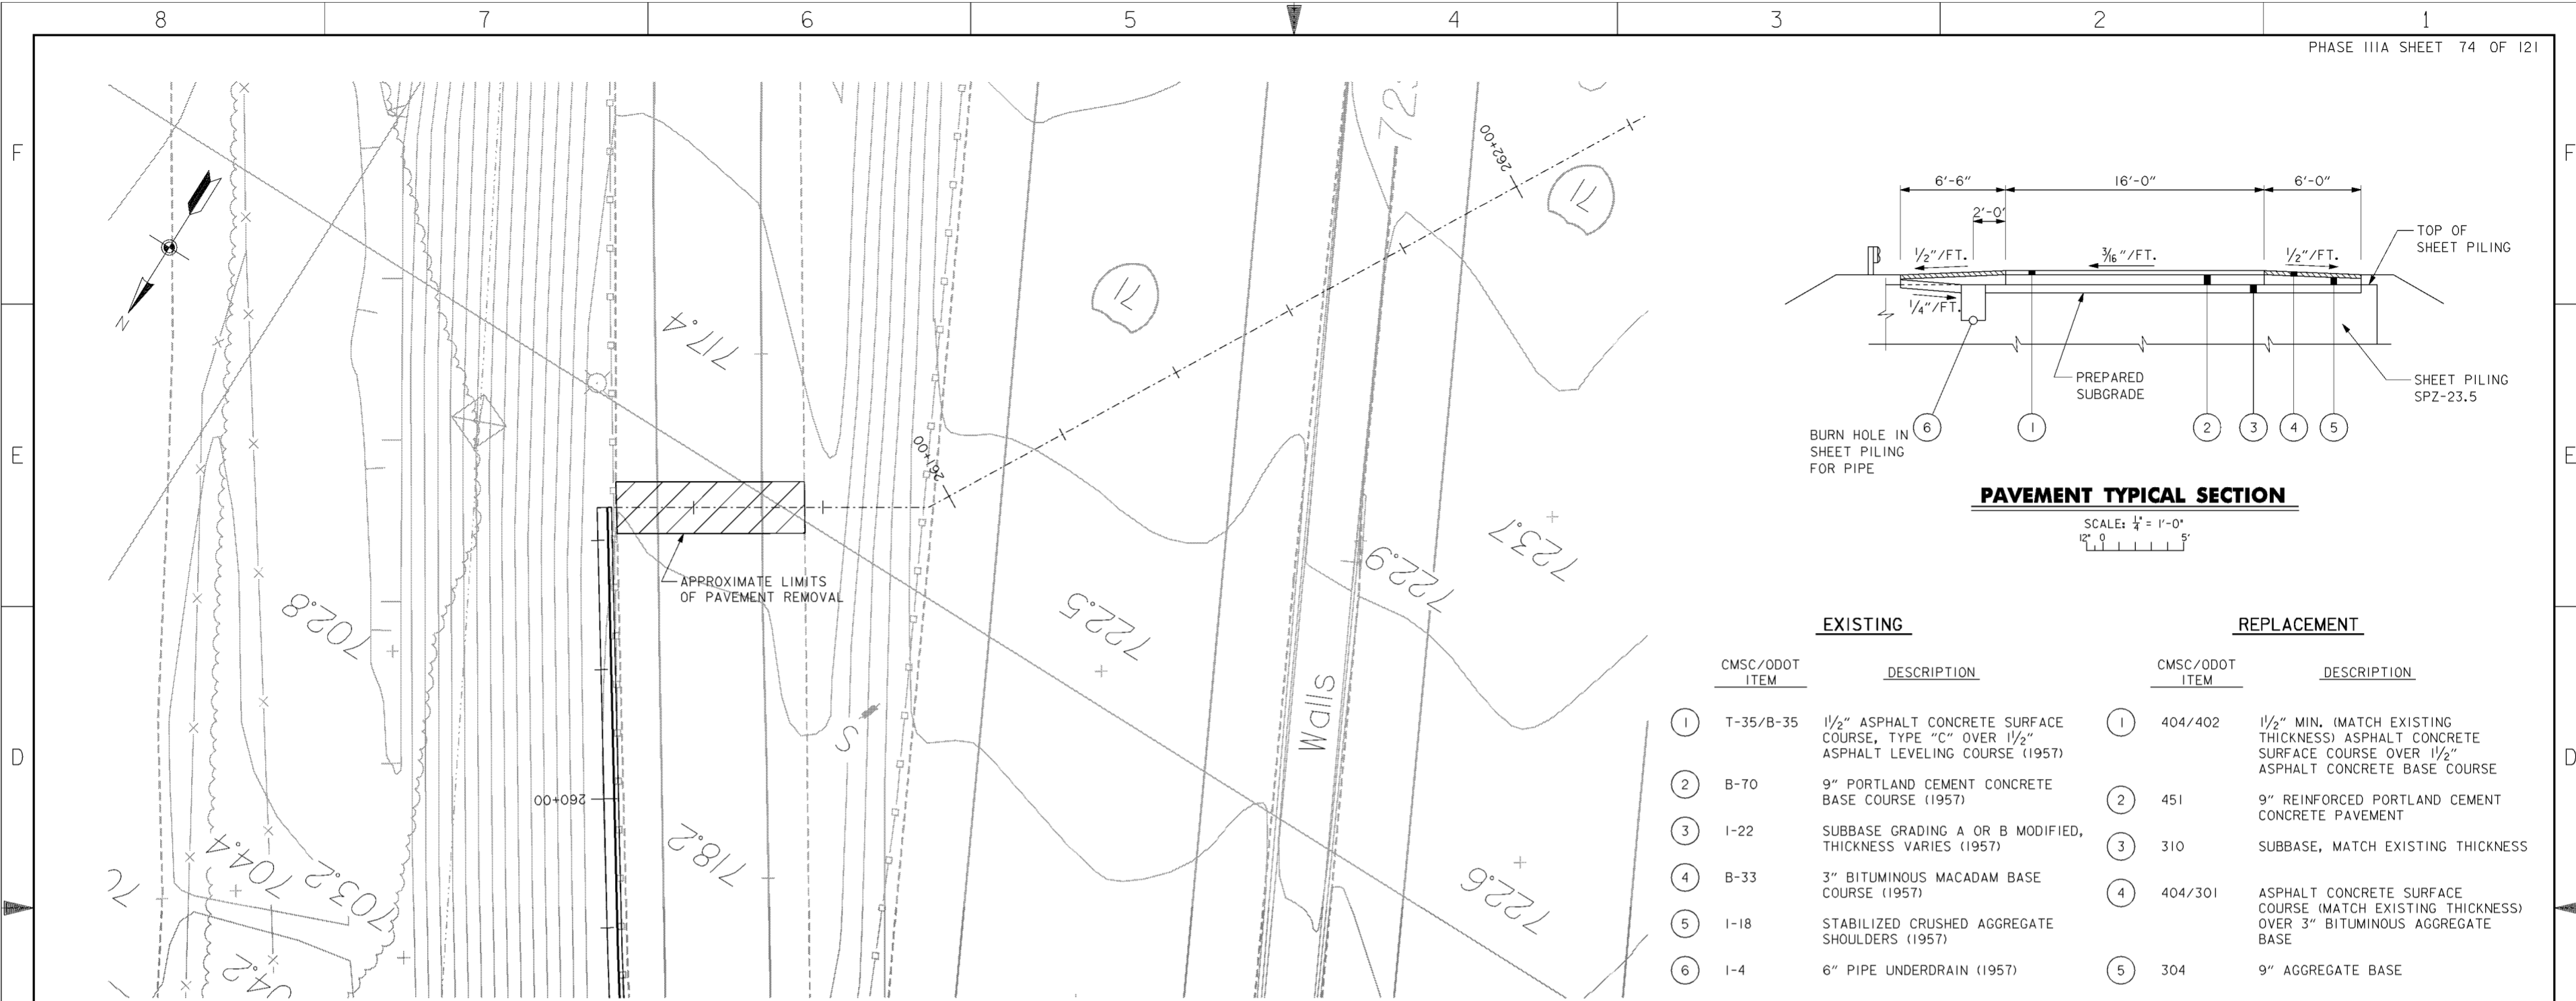 8 7 6 5 4 3 2 1
PHASE IIIA SHEET 74 OF 121
F
F
E
E
D
D
N
72
262+00
71
71
717.4
261+00
APPROXIMATE LIMITS
OF PAVEMENT REMOVAL
702.8
722.5
722.9
723.7
S
Walls
260+00
718.2
722.6
704.4
703.2
70
04.2
6'-6"
16'-0"
6'-0"
2'-0"
TOP OF
SHEET PILING
1/2"/FT.
3/16"/FT.
1/2"/FT.
1/4"/FT.
PREPARED
SUBGRADE
SHEET PILING
SPZ-23.5
BURN HOLE IN
SHEET PILING
FOR PIPE
6 1 2 3 4 5
PAVEMENT TYPICAL SECTION
SCALE: 1/4" = 1'-0"
12" 0 5'
EXISTING
CMSC/ODOT
ITEM
DESCRIPTION
1 T-35/B-35 1 1/2" ASPHALT CONCRETE SURFACE
COURSE, TYPE "C" OVER 1 1/2"
ASPHALT LEVELING COURSE (1957)
2 B-70 9" PORTLAND CEMENT CONCRETE
BASE COURSE (1957)
3 I-22 SUBBASE GRADING A OR B MODIFIED,
THICKNESS VARIES (1957)
4 B-33 3" BITUMINOUS MACADAM BASE
COURSE (1957)
5 I-18 STABILIZED CRUSHED AGGREGATE
SHOULDERS (1957)
6 I-4 6" PIPE UNDERDRAIN (1957)
REPLACEMENT
CMSC/ODOT
ITEM
DESCRIPTION
1 404/402 1 1/2" MIN. (MATCH EXISTING
THICKNESS) ASPHALT CONCRETE
SURFACE COURSE OVER 1 1/2"
ASPHALT CONCRETE BASE COURSE
2 451 9" REINFORCED PORTLAND CEMENT
CONCRETE PAVEMENT
3 310 SUBBASE, MATCH EXISTING THICKNESS
4 404/301 ASPHALT CONCRETE SURFACE
COURSE (MATCH EXISTING THICKNESS)
OVER 3" BITUMINOUS AGGREGATE
BASE
5 304 9" AGGREGATE BASE